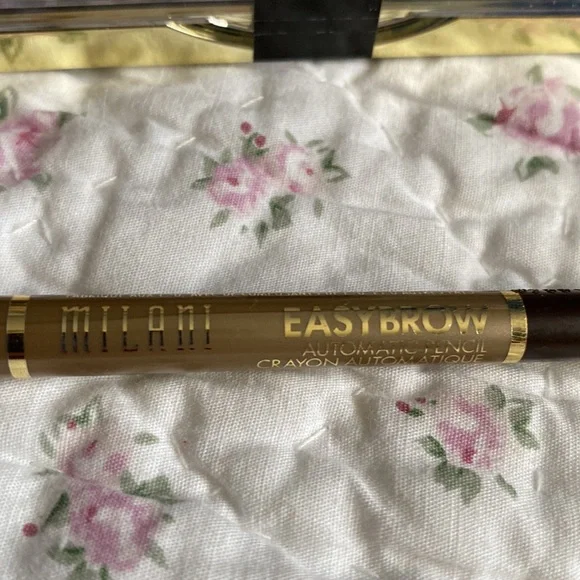 MILANI
EASYBROW
AUTOMATIC PENCIL
CRAYON AUTOMATIQUE